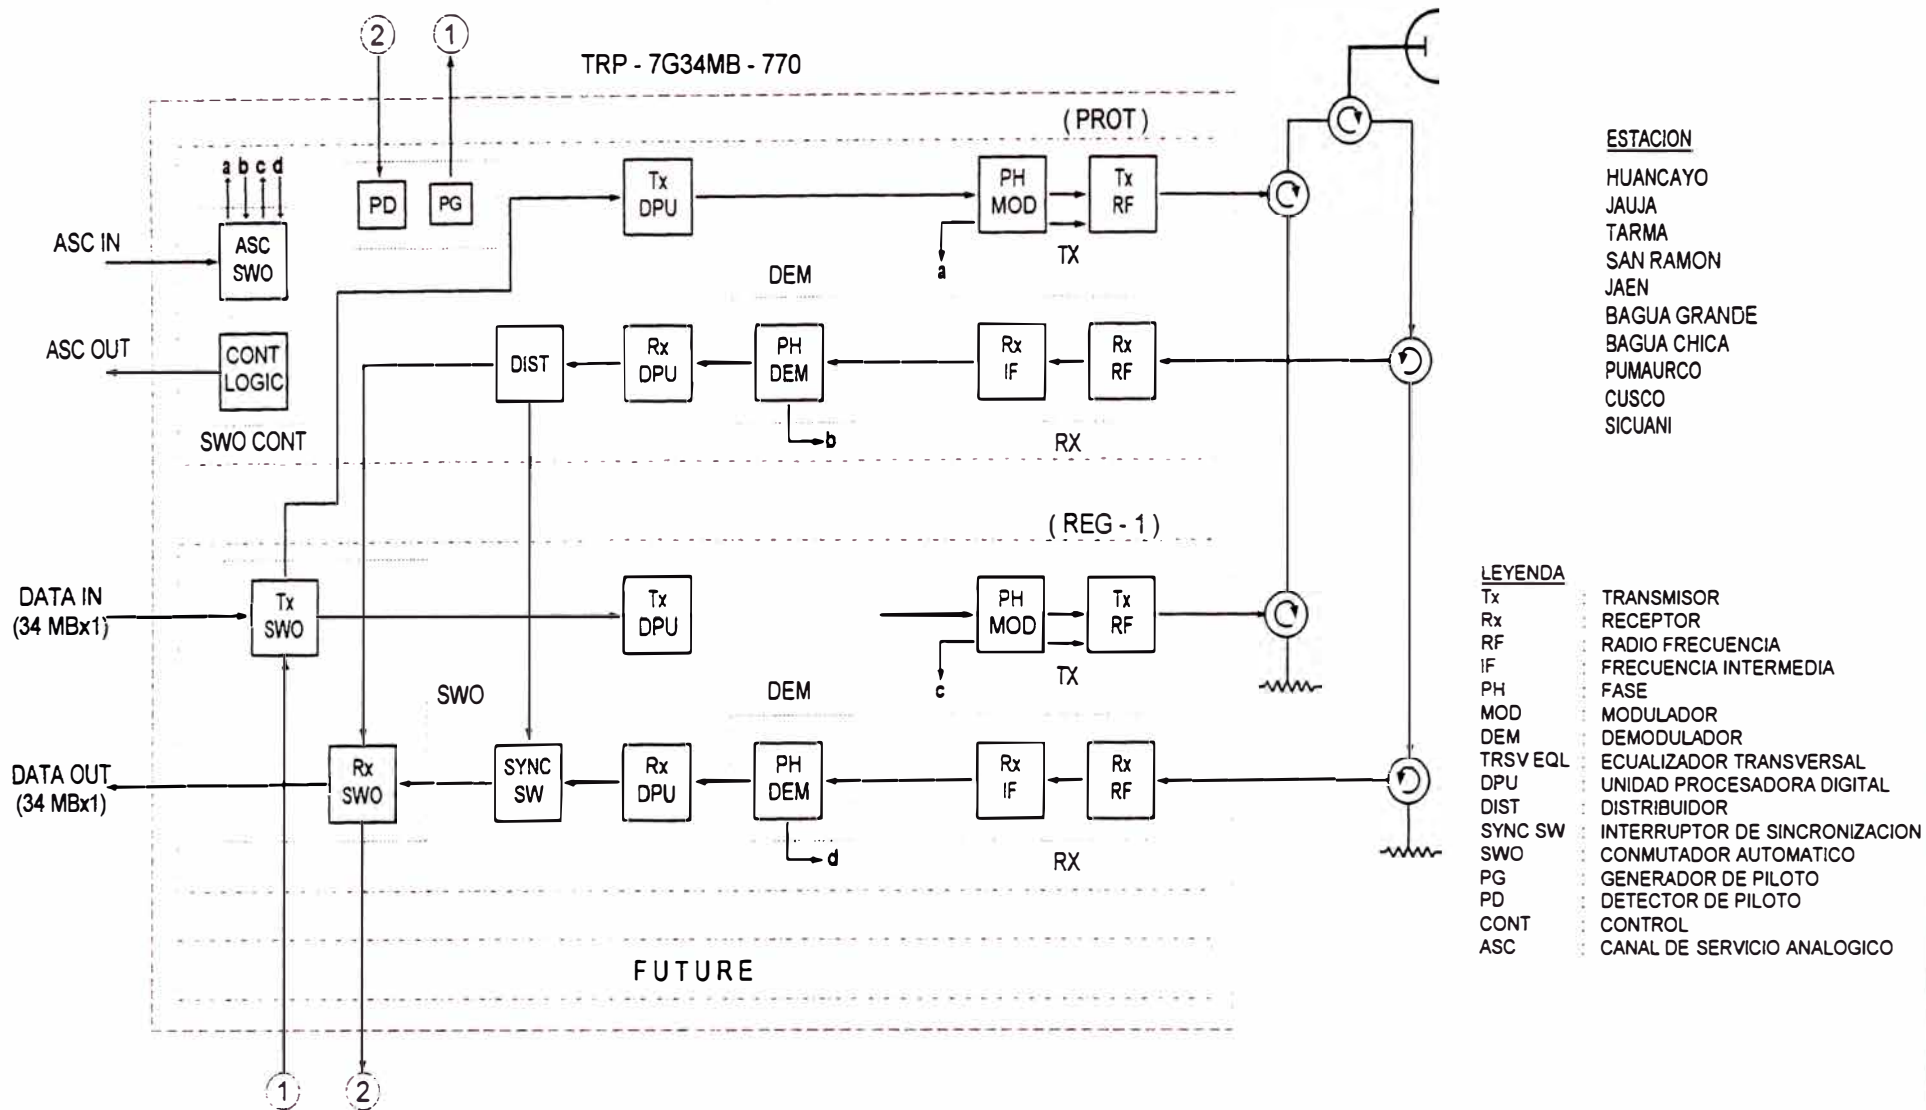 2
1
TRP - 7G34MB - 770
( PROT )
a b c d
PD
PG
Tx
DPU
PH
MOD
Tx
RF
ASC IN
ASC
SWO
a
TX
DEM
ASC OUT
CONT
LOGIC
DIST
Rx
DPU
PH
DEM
Rx
IF
Rx
RF
SWO CONT
b
RX
( REG - 1 )
DATA IN
(34 MBx1)
Tx
SWO
Tx
DPU
PH
MOD
Tx
RF
c
TX
SWO
DEM
DATA OUT
(34 MBx1)
Rx
SWO
SYNC
SW
Rx
DPU
PH
DEM
Rx
IF
Rx
RF
d
RX
FUTURE
1
2
ESTACION
HUANCAYO
JAUJA
TARMA
SAN RAMON
JAEN
BAGUA GRANDE
BAGUA CHICA
PUMAURCO
CUSCO
SICUANI
LEYENDA
Tx : TRANSMISOR
Rx : RECEPTOR
RF : RADIO FRECUENCIA
IF : FRECUENCIA INTERMEDIA
PH : FASE
MOD : MODULADOR
DEM : DEMODULADOR
TRSV EQL : ECUALIZADOR TRANSVERSAL
DPU : UNIDAD PROCESADORA DIGITAL
DIST : DISTRIBUIDOR
SYNC SW : INTERRUPTOR DE SINCRONIZACION
SWO : CONMUTADOR AUTOMATICO
PG : GENERADOR DE PILOTO
PD : DETECTOR DE PILOTO
CONT : CONTROL
ASC : CANAL DE SERVICIO ANALOGICO